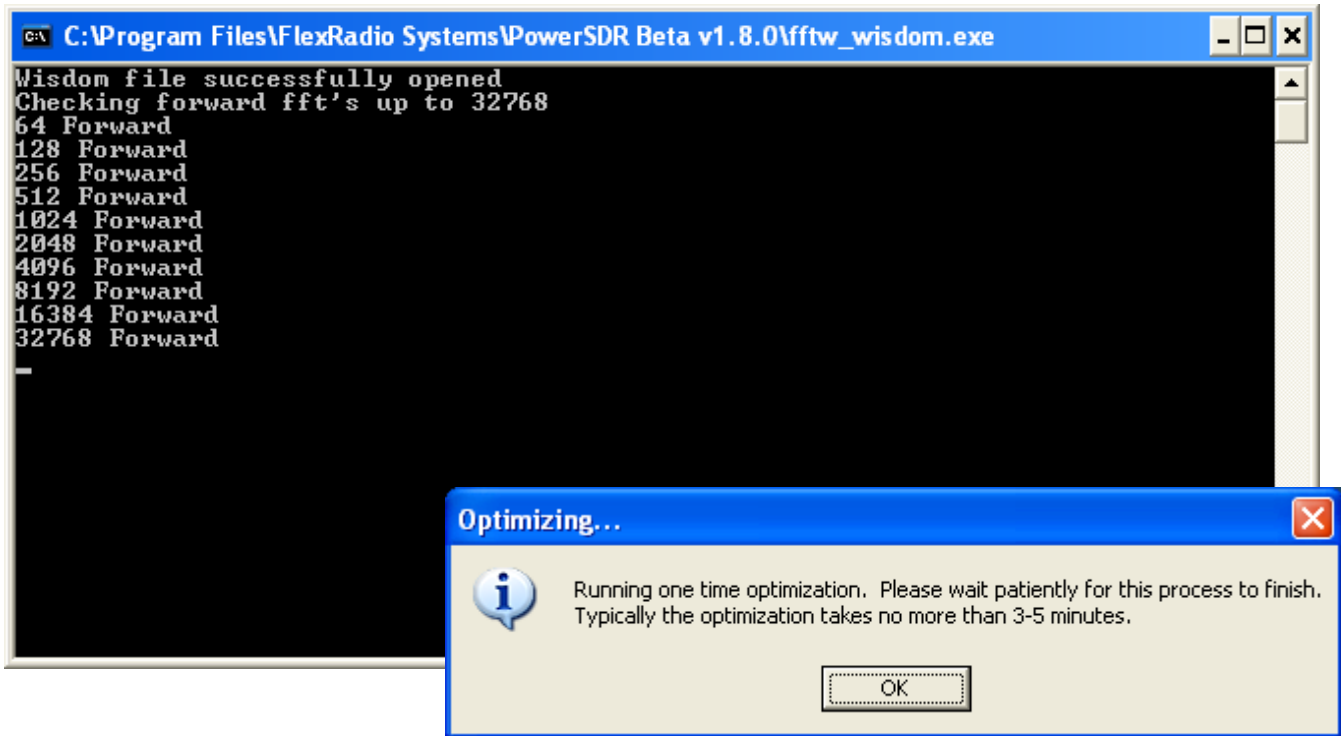 C:\Program Files\FlexRadio Systems\PowerSDR Beta v1.8.0\fftw_wisdom.exe
Wisdom file successfully opened
Checking forward fft's up to 32768
64 Forward
128 Forward
256 Forward
512 Forward
1024 Forward
2048 Forward
4096 Forward
8192 Forward
16384 Forward
32768 Forward
Optimizing...
Running one time optimization.  Please wait patiently for this process to finish.
Typically the optimization takes no more than 3-5 minutes.
OK